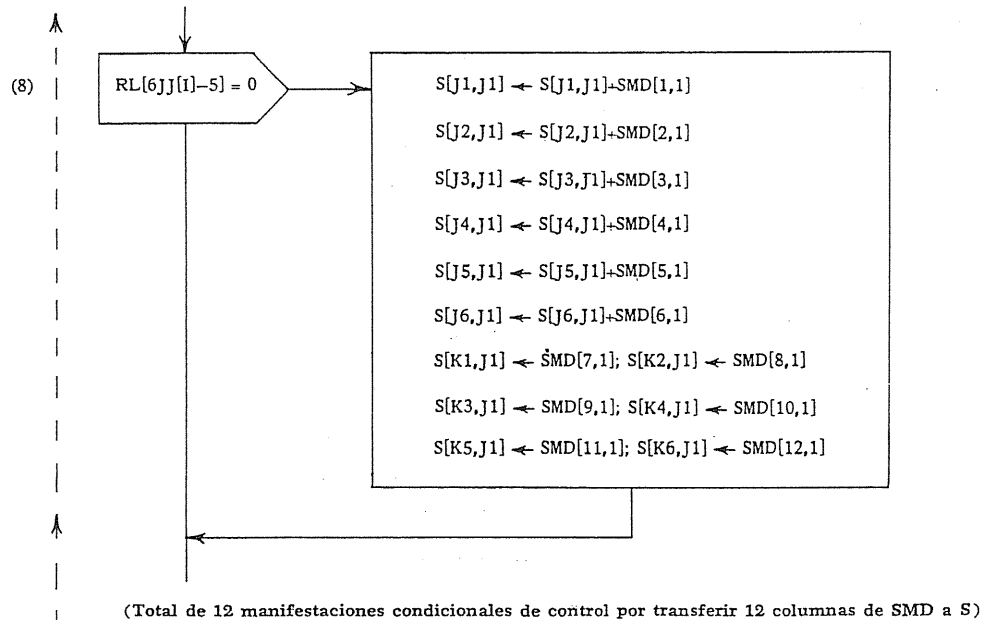 (8)
RL[6JJ[I]−5] = 0
S[J1,J1] ← S[J1,J1]+SMD[1,1]
S[J2,J1] ← S[J2,J1]+SMD[2,1]
S[J3,J1] ← S[J3,J1]+SMD[3,1]
S[J4,J1] ← S[J4,J1]+SMD[4,1]
S[J5,J1] ← S[J5,J1]+SMD[5,1]
S[J6,J1] ← S[J6,J1]+SMD[6,1]
S[K1,J1] ← SMD[7,1]; S[K2,J1] ← SMD[8,1]
S[K3,J1] ← SMD[9,1]; S[K4,J1] ← SMD[10,1]
S[K5,J1] ← SMD[11,1]; S[K6,J1] ← SMD[12,1]
(Total de 12 manifestaciones condicionales de control por transferir 12 columnas de SMD a S)